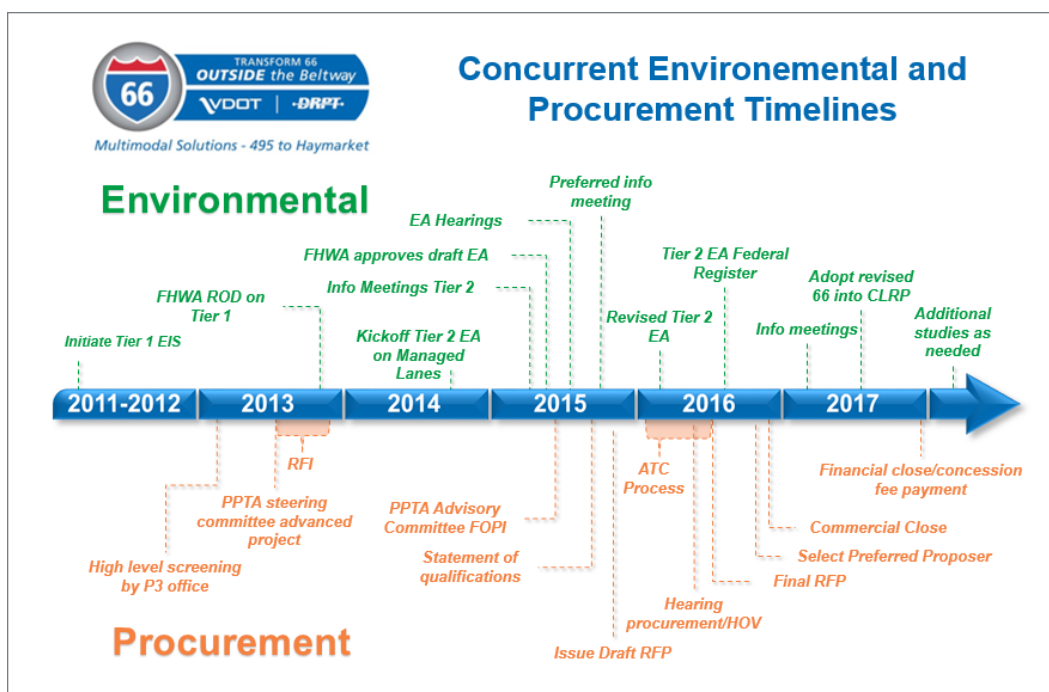 TRANSFORM 66
OUTSIDE the Beltway
66
VDOT | DRPT
Multimodal Solutions - 495 to Haymarket
Concurrent Environemental and
Procurement Timelines
Environmental
Preferred info
meeting
EA Hearings
FHWA approves draft EA
Tier 2 EA Federal
Register
Info Meetings Tier 2
FHWA ROD on
Tier 1
Adopt revised
66 into CLRP
Revised Tier 2
EA
Info meetings
Additional
studies as
needed
Initiate Tier 1 EIS
Kickoff Tier 2 EA
on Managed
Lanes
2011-2012
2013
2014
2015
2016
2017
RFI
ATC
Process
Financial close/concession
fee payment
PPTA steering
committee advanced
project
PPTA Advisory
Committee FOPI
Commercial Close
High level screening
by P3 office
Statement of
qualifications
Select Preferred Proposer
Final RFP
Hearing
procurement/HOV
Issue Draft RFP
Procurement